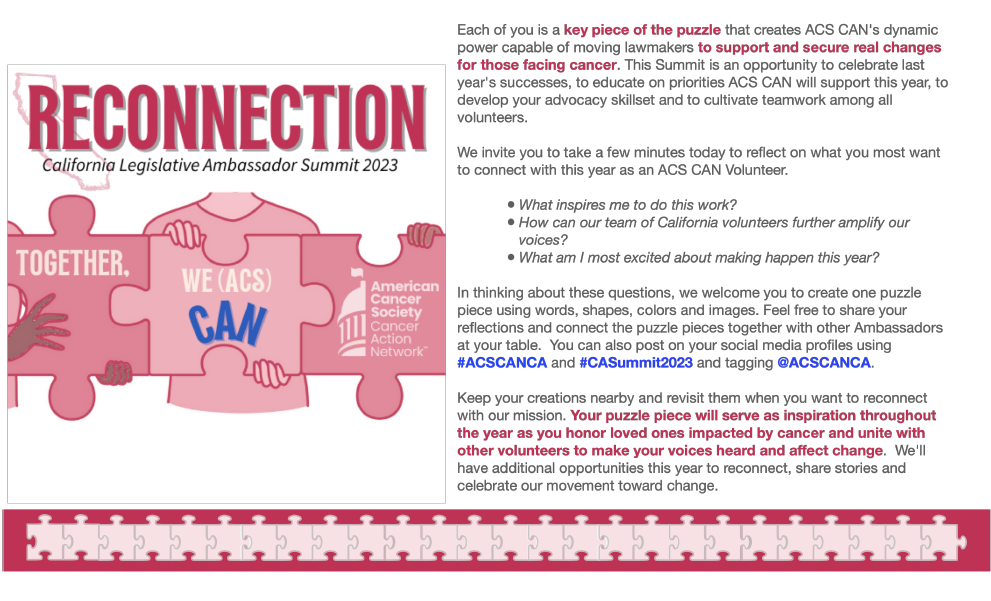 RECONNECTION
California Legislative Ambassador Summit 2023
TOGETHER,
WE (ACS)
CAN
American
Cancer
Society
Cancer
Action
Network™
Each of you is a key piece of the puzzle that creates ACS CAN's dynamic
power capable of moving lawmakers to support and secure real changes
for those facing cancer. This Summit is an opportunity to celebrate last
year's successes, to educate on priorities ACS CAN will support this year, to
develop your advocacy skillset and to cultivate teamwork among all
volunteers.
We invite you to take a few minutes today to reflect on what you most want
to connect with this year as an ACS CAN Volunteer.
• What inspires me to do this work?
• How can our team of California volunteers further amplify our
voices?
• What am I most excited about making happen this year?
In thinking about these questions, we welcome you to create one puzzle
piece using words, shapes, colors and images. Feel free to share your
reflections and connect the puzzle pieces together with other Ambassadors
at your table.  You can also post on your social media profiles using
#ACSCANCA and #CASummit2023 and tagging @ACSCANCA.
Keep your creations nearby and revisit them when you want to reconnect
with our mission. Your puzzle piece will serve as inspiration throughout
the year as you honor loved ones impacted by cancer and unite with
other volunteers to make your voices heard and affect change.  We'll
have additional opportunities this year to reconnect, share stories and
celebrate our movement toward change.